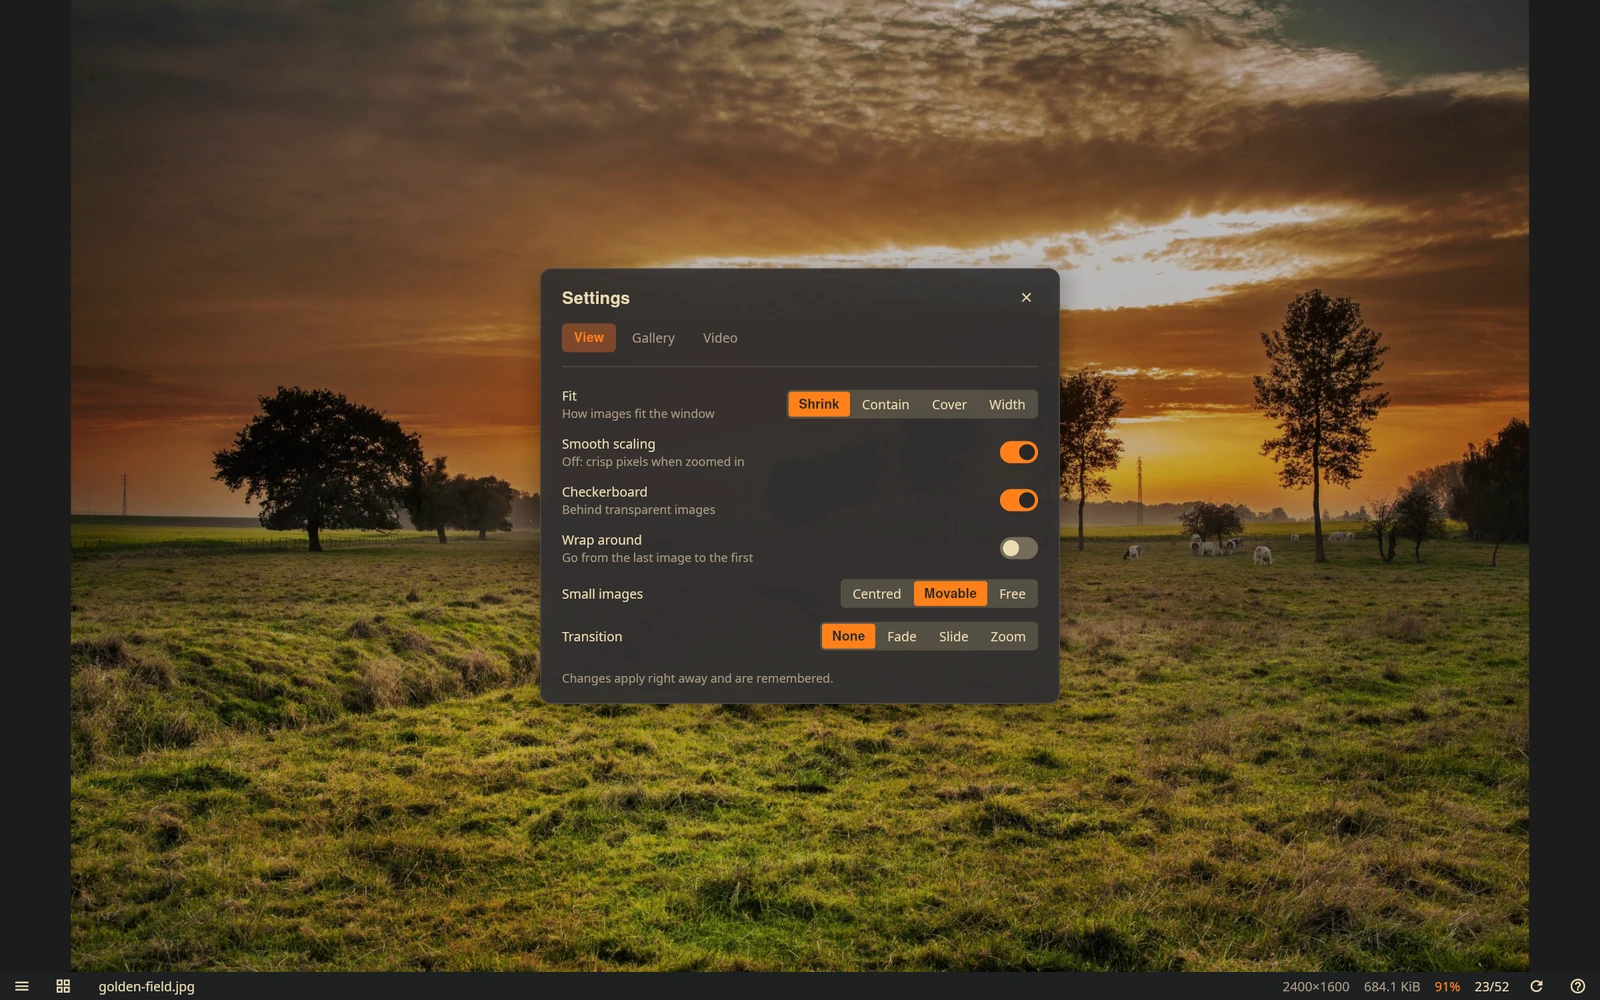 Settings
View Gallery Video
Fit
How images fit the window
Shrink Contain Cover Width
Smooth scaling
Off: crisp pixels when zoomed in
Checkerboard
Behind transparent images
Wrap around
Go from the last image to the first
Small images
Centred Movable Free
Transition
None Fade Slide Zoom
Changes apply right away and are remembered.
golden-field.jpg
2400×1600 684.1 KiB 91% 23/52